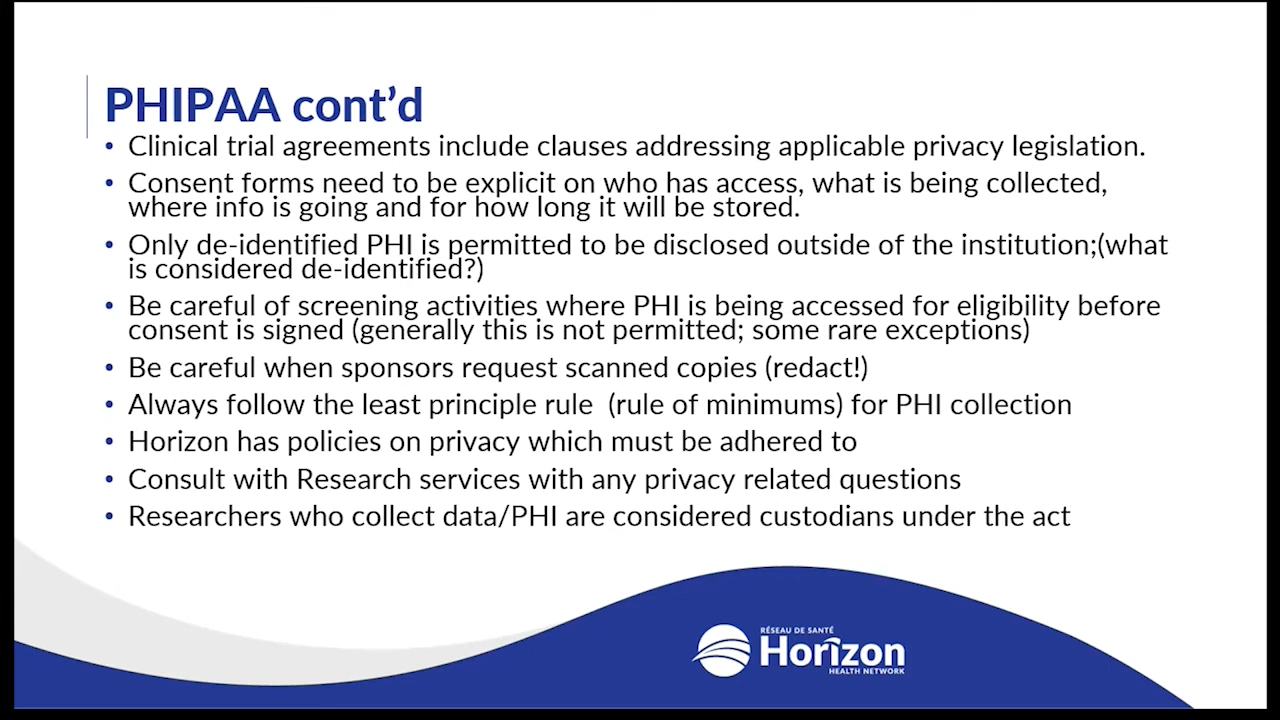 PHIPAA cont’d
• Clinical trial agreements include clauses addressing applicable privacy legislation.
• Consent forms need to be explicit on who has access, what is being collected,
where info is going and for how long it will be stored.
• Only de-identified PHI is permitted to be disclosed outside of the institution;(what
is considered de-identified?)
• Be careful of screening activities where PHI is being accessed for eligibility before
consent is signed (generally this is not permitted; some rare exceptions)
• Be careful when sponsors request scanned copies (redact!)
• Always follow the least principle rule  (rule of minimums) for PHI collection
• Horizon has policies on privacy which must be adhered to
• Consult with Research services with any privacy related questions
• Researchers who collect data/PHI are considered custodians under the act
RÉSEAU DE SANTÉ
Horizon
HEALTH NETWORK